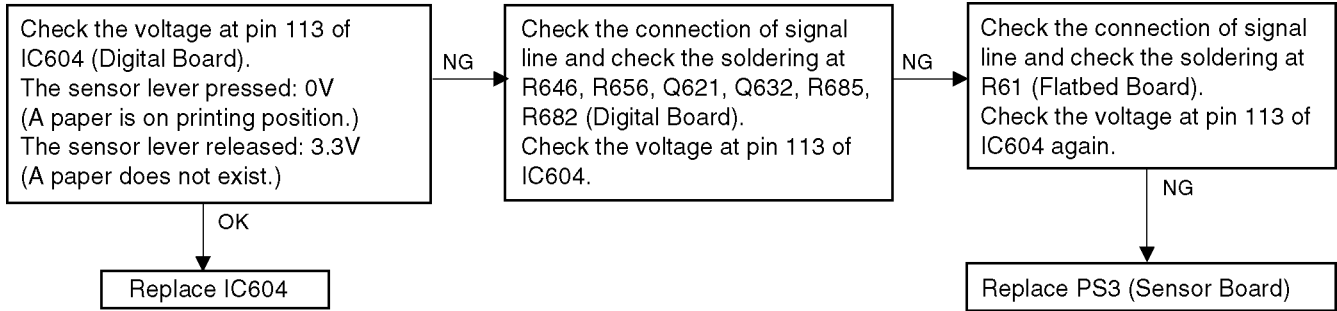 Check the voltage at pin 113 of
IC604 (Digital Board).
The sensor lever pressed: 0V
(A paper is on printing position.)
The sensor lever released: 3.3V
(A paper does not exist.)
NG
Check the connection of signal
line and check the soldering at
R646, R656, Q621, Q632, R685,
R682 (Digital Board).
Check the voltage at pin 113 of
IC604.
NG
Check the connection of signal
line and check the soldering at
R61 (Flatbed Board).
Check the voltage at pin 113 of
IC604 again.
OK
NG
Replace IC604
Replace PS3 (Sensor Board)